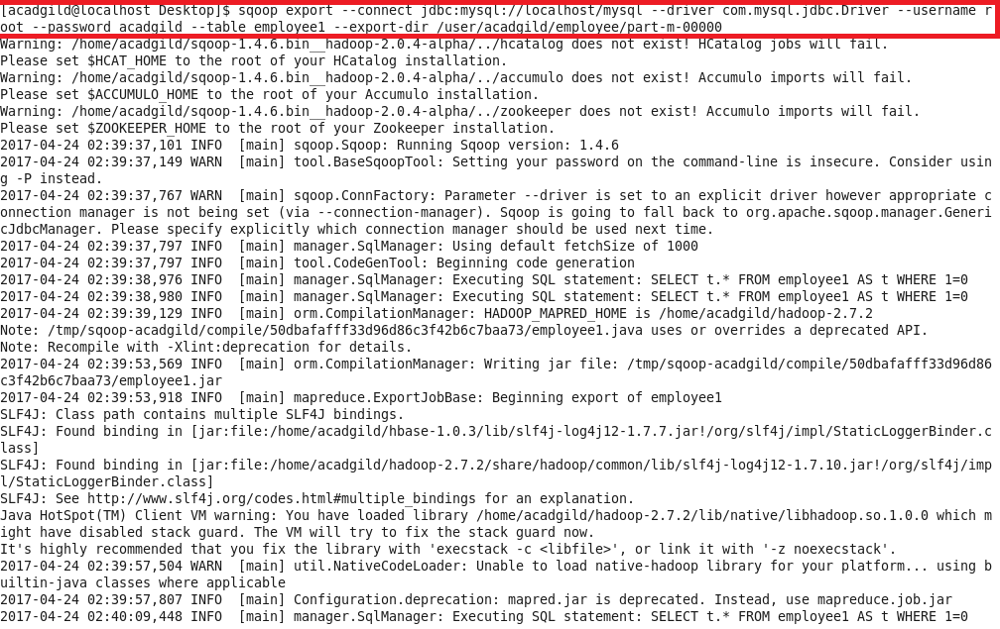 [acadgild@localhost Desktop]$ sqoop export --connect jdbc:mysql://localhost/mysql --driver com.mysql.jdbc.Driver --username r
oot --password acadgild --table employee1 --export-dir /user/acadgild/employee/part-m-00000
Warning: /home/acadgild/sqoop-1.4.6.bin__hadoop-2.0.4-alpha/../hcatalog does not exist! HCatalog jobs will fail.
Please set $HCAT_HOME to the root of your HCatalog installation.
Warning: /home/acadgild/sqoop-1.4.6.bin__hadoop-2.0.4-alpha/../accumulo does not exist! Accumulo imports will fail.
Please set $ACCUMULO_HOME to the root of your Accumulo installation.
Warning: /home/acadgild/sqoop-1.4.6.bin__hadoop-2.0.4-alpha/../zookeeper does not exist! Accumulo imports will fail.
Please set $ZOOKEEPER_HOME to the root of your Zookeeper installation.
2017-04-24 02:39:37,101 INFO  [main] sqoop.Sqoop: Running Sqoop version: 1.4.6
2017-04-24 02:39:37,149 WARN  [main] tool.BaseSqoopTool: Setting your password on the command-line is insecure. Consider usin
g -P instead.
2017-04-24 02:39:37,767 WARN  [main] sqoop.ConnFactory: Parameter --driver is set to an explicit driver however appropriate c
onnection manager is not being set (via --connection-manager). Sqoop is going to fall back to org.apache.sqoop.manager.Generi
cJdbcManager. Please specify explicitly which connection manager should be used next time.
2017-04-24 02:39:37,797 INFO  [main] manager.SqlManager: Using default fetchSize of 1000
2017-04-24 02:39:37,797 INFO  [main] tool.CodeGenTool: Beginning code generation
2017-04-24 02:39:38,976 INFO  [main] manager.SqlManager: Executing SQL statement: SELECT t.* FROM employee1 AS t WHERE 1=0
2017-04-24 02:39:38,980 INFO  [main] manager.SqlManager: Executing SQL statement: SELECT t.* FROM employee1 AS t WHERE 1=0
2017-04-24 02:39:39,129 INFO  [main] orm.CompilationManager: HADOOP_MAPRED_HOME is /home/acadgild/hadoop-2.7.2
Note: /tmp/sqoop-acadgild/compile/50dbafafff33d96d86c3f42b6c7baa73/employee1.java uses or overrides a deprecated API.
Note: Recompile with -Xlint:deprecation for details.
2017-04-24 02:39:53,569 INFO  [main] orm.CompilationManager: Writing jar file: /tmp/sqoop-acadgild/compile/50dbafafff33d96d86
c3f42b6c7baa73/employee1.jar
2017-04-24 02:39:53,918 INFO  [main] mapreduce.ExportJobBase: Beginning export of employee1
SLF4J: Class path contains multiple SLF4J bindings.
SLF4J: Found binding in [jar:file:/home/acadgild/hbase-1.0.3/lib/slf4j-log4j12-1.7.7.jar!/org/slf4j/impl/StaticLoggerBinder.c
lass]
SLF4J: Found binding in [jar:file:/home/acadgild/hadoop-2.7.2/share/hadoop/common/lib/slf4j-log4j12-1.7.10.jar!/org/slf4j/imp
l/StaticLoggerBinder.class]
SLF4J: See http://www.slf4j.org/codes.html#multiple_bindings for an explanation.
Java HotSpot(TM) Client VM warning: You have loaded library /home/acadgild/hadoop-2.7.2/lib/native/libhadoop.so.1.0.0 which m
ight have disabled stack guard. The VM will try to fix the stack guard now.
It's highly recommended that you fix the library with 'execstack -c <libfile>', or link it with '-z noexecstack'.
2017-04-24 02:39:57,504 WARN  [main] util.NativeCodeLoader: Unable to load native-hadoop library for your platform... using b
uiltin-java classes where applicable
2017-04-24 02:39:57,807 INFO  [main] Configuration.deprecation: mapred.jar is deprecated. Instead, use mapreduce.job.jar
2017-04-24 02:40:09,448 INFO  [main] manager.SqlManager: Executing SQL statement: SELECT t.* FROM employee1 AS t WHERE 1=0